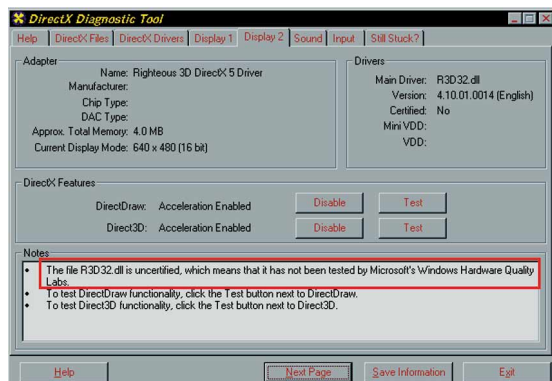 DirectX Diagnostic Tool
Help DirectX Files DirectX Drivers Display 1 Display 2 Sound Input Still Stuck?
Adapter
Name: Righteous 3D DirectX 5 Driver
Manufacturer:
Chip Type:
DAC Type:
Approx. Total Memory: 4.0 MB
Current Display Mode: 640 x 480 (16 bit)
Drivers
Main Driver: R3D32.dll
Version: 4.10.01.0014 (English)
Certified: No
Mini VDD:
VDD:
DirectX Features
DirectDraw: Acceleration Enabled Disable Test
Direct3D: Acceleration Enabled Disable Test
Notes
• The file R3D32.dll is uncertified, which means that it has not been tested by Microsoft's Windows Hardware Quality
Labs.
• To test DirectDraw functionality, click the Test button next to DirectDraw.
• To test Direct3D functionality, click the Test button next to Direct3D.
Help Next Page Save Information Exit